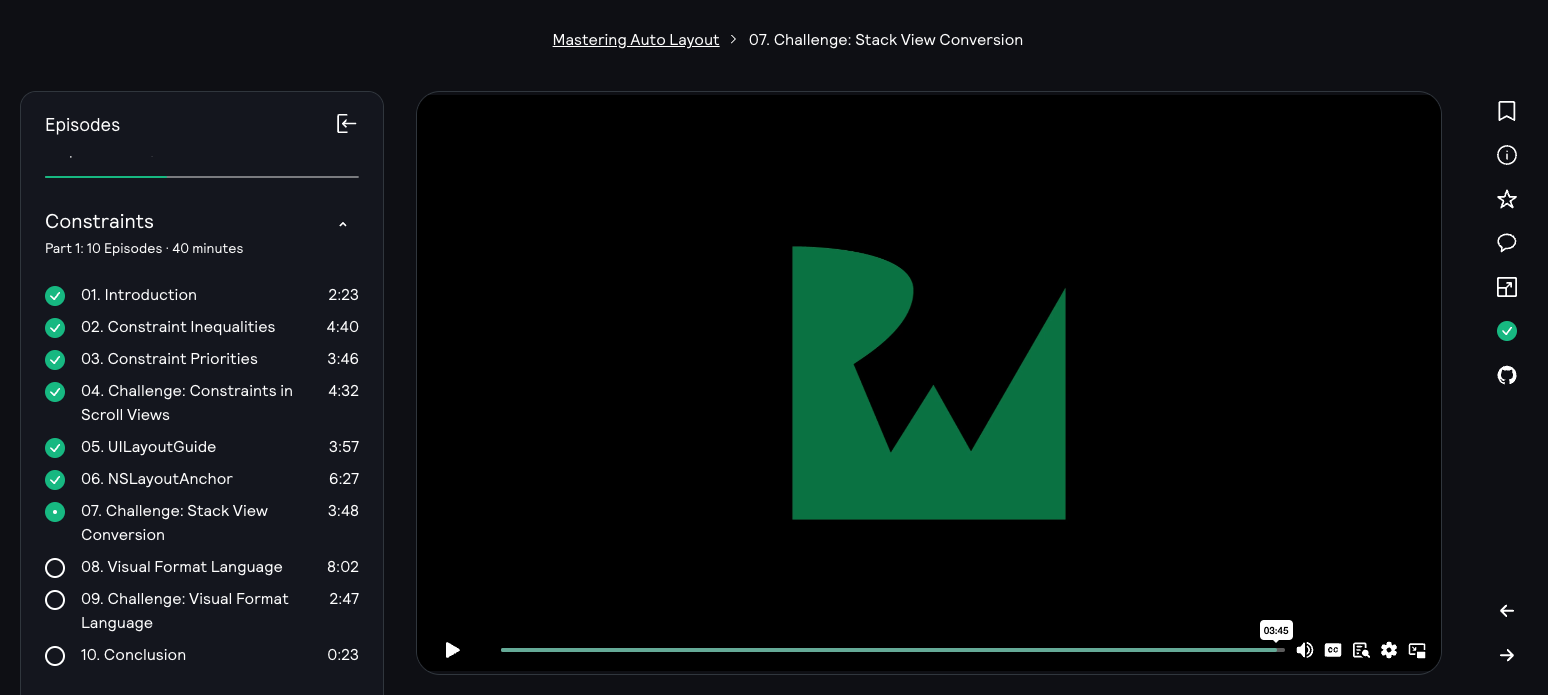 Mastering Auto Layout > 07. Challenge: Stack View Conversion
Episodes
Constraints
Part 1: 10 Episodes · 40 minutes
01. Introduction 2:23
02. Constraint Inequalities 4:40
03. Constraint Priorities 3:46
04. Challenge: Constraints in 4:32
Scroll Views
05. UILayoutGuide 3:57
06. NSLayoutAnchor 6:27
07. Challenge: Stack View 3:48
Conversion
08. Visual Format Language 8:02
09. Challenge: Visual Format 2:47
Language
10. Conclusion 0:23
03:45
CC